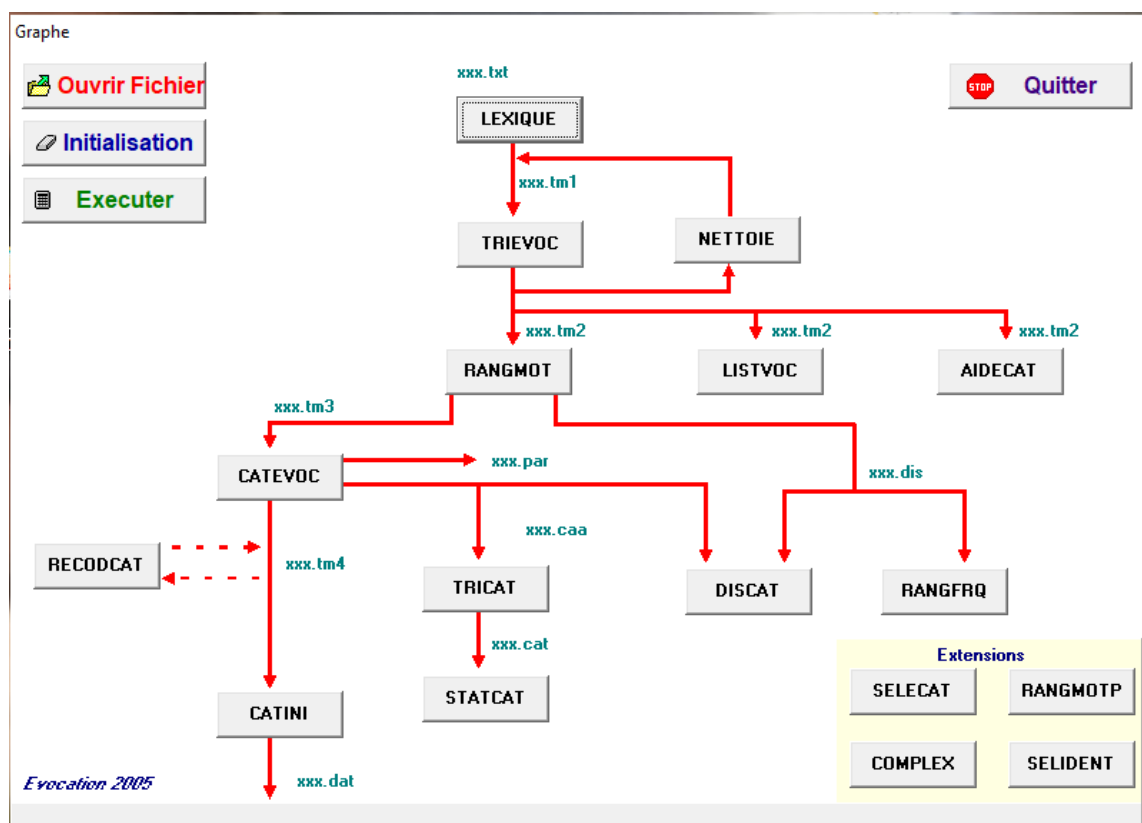 Graphe
xxx.txt
Ouvrir Fichier
Quitter
LEXIQUE
Initialisation
xxx.tm1
Executer
TRIEVOC
NETTOIE
xxx.tm2
xxx.tm2
xxx.tm2
RANGMOT
LISTVOC
AIDECAT
xxx.tm3
xxx.par
xxx.dis
CATEVOC
xxx.caa
RECODCAT
xxx.tm4
TRICAT
DISCAT
RANGFRQ
xxx.cat
Extensions
STATCAT
SELECAT
RANGMOTP
CATINI
COMPLEX
SELIDENT
Evocation 2005
xxx.dat
STOP